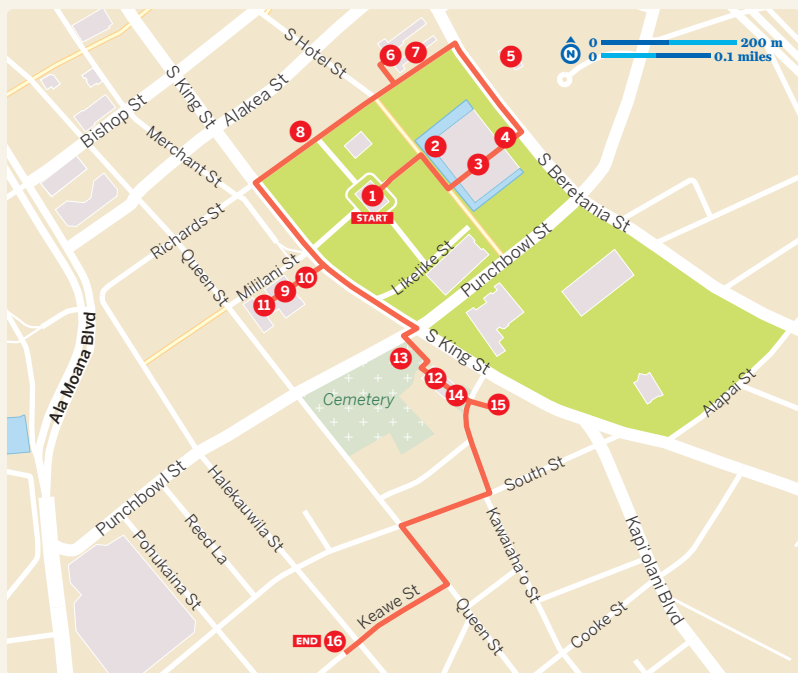 S Hotel St
6
7
5
0 200 m
N
0 0.1 miles
S King St
Alakea St
Bishop St
Merchant St
8
2
4
3
S Beretania St
1
START
Richards St
Punchbowl St
Likelike St
Queen St
Mililani St
10
9
11
S King St
13
12
14
15
Cemetery
Ala Moana Blvd
Alapai St
South St
Punchbowl St
Halekauwila St
Reed La
Pohukaina St
Kawaiaha‘o St
Kapi‘olani Blvd
Keawe St
Queen St
Cooke St
END 16